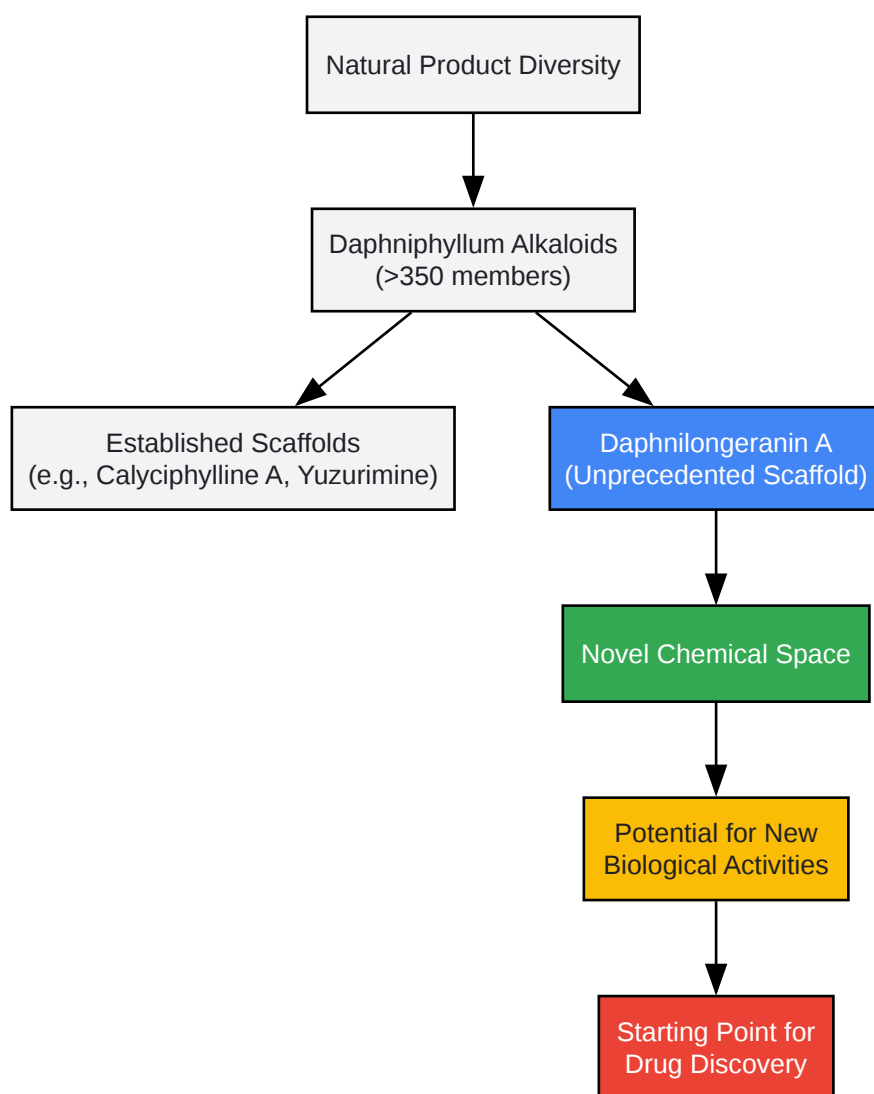 Natural Product Diversity
Daphniphyllum Alkaloids
(>350 members)
Established Scaffolds
(e.g., Calyciphylline A, Yuzurimine)
Daphnilongeranin A
(Unprecedented Scaffold)
Novel Chemical Space
Potential for New
Biological Activities
Starting Point for
Drug Discovery